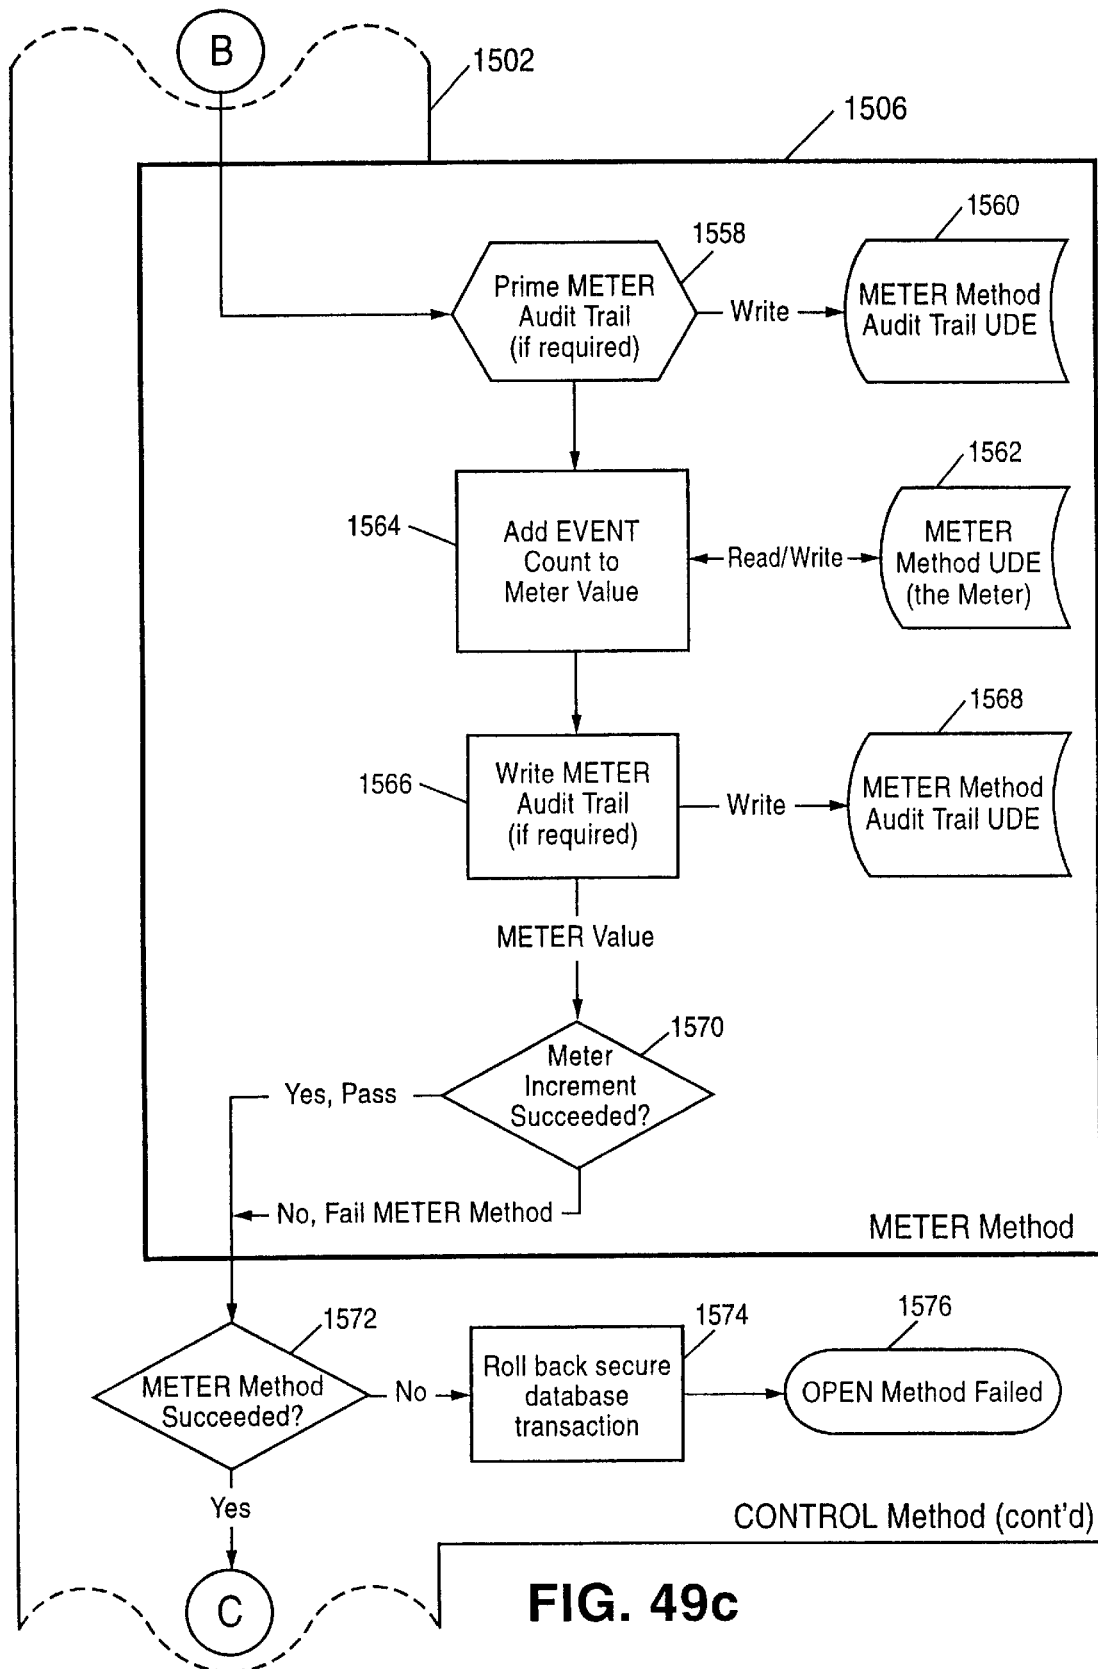 B
1502
1506
1560
1558
Prime METER
Audit Trail
(if required)
Write
METER Method
Audit Trail UDE
1562
1564
Add EVENT
Count to
Meter Value
Read/Write
METER
Method UDE
(the Meter)
1568
1566
Write METER
Audit Trail
(if required)
Write
METER Method
Audit Trail UDE
METER Value
1570
Meter
Increment
Succeeded?
Yes, Pass
No, Fail METER Method
METER Method
1572
METER Method
Succeeded?
No
1574
Roll back secure
database
transaction
1576
OPEN Method Failed
Yes
CONTROL Method (cont'd)
C
FIG. 49c